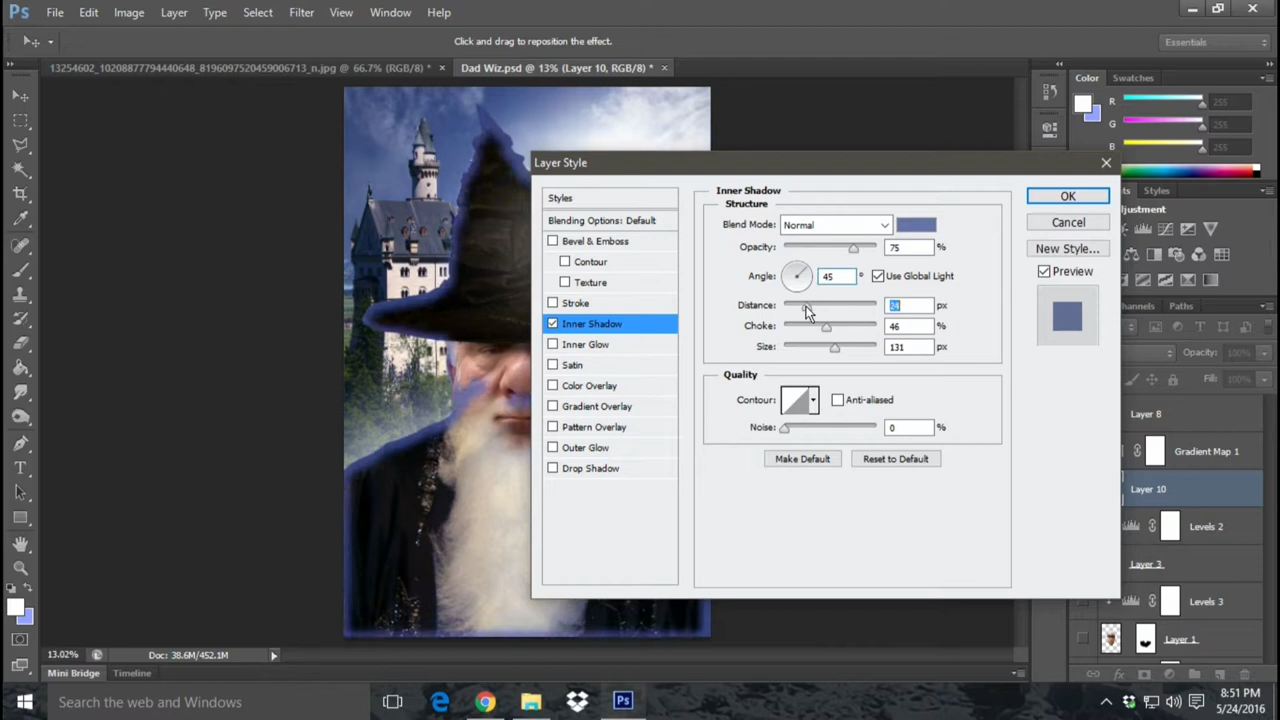 Ps File Edit Image Layer Type Select Filter View Window Help
Click and drag to reposition the effect.
Essentials
13254602_10208877794440648_8196097520459006713_n.jpg @ 66.7% (RGB/8) * ×
Dad Wiz.psd @ 13% (Layer 10, RGB/8) * ×
Color Swatches
R 255
G 255
B 255
Styles
Adjustment
Channels Paths
Opacity: 100%
Fill: 100%
Layer 8
Gradient Map 1
Layer 10
Levels 2
Layer 3
Levels 3
Layer 1
Layer Style
Styles
Blending Options: Default
Bevel & Emboss
Contour
Texture
Stroke
Inner Shadow
Inner Glow
Satin
Color Overlay
Gradient Overlay
Pattern Overlay
Outer Glow
Drop Shadow
Inner Shadow
Structure
Blend Mode: Normal
Opacity: 75 %
Angle: 45 ° Use Global Light
Distance: 24 px
Choke: 46 %
Size: 131 px
Quality
Contour: Anti-aliased
Noise: 0 %
Make Default Reset to Default
OK
Cancel
New Style...
Preview
13.02% Doc: 38.6M/452.1M
Mini Bridge Timeline
Search the web and Windows
Ps
8:51 PM
5/24/2016